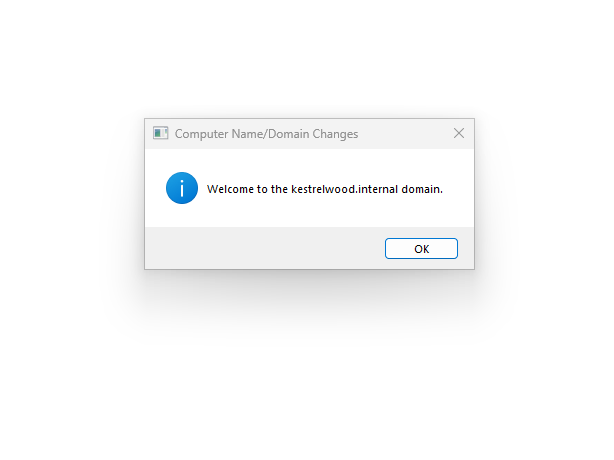 Computer Name/Domain Changes
Welcome to the kestrelwood.internal domain.
OK